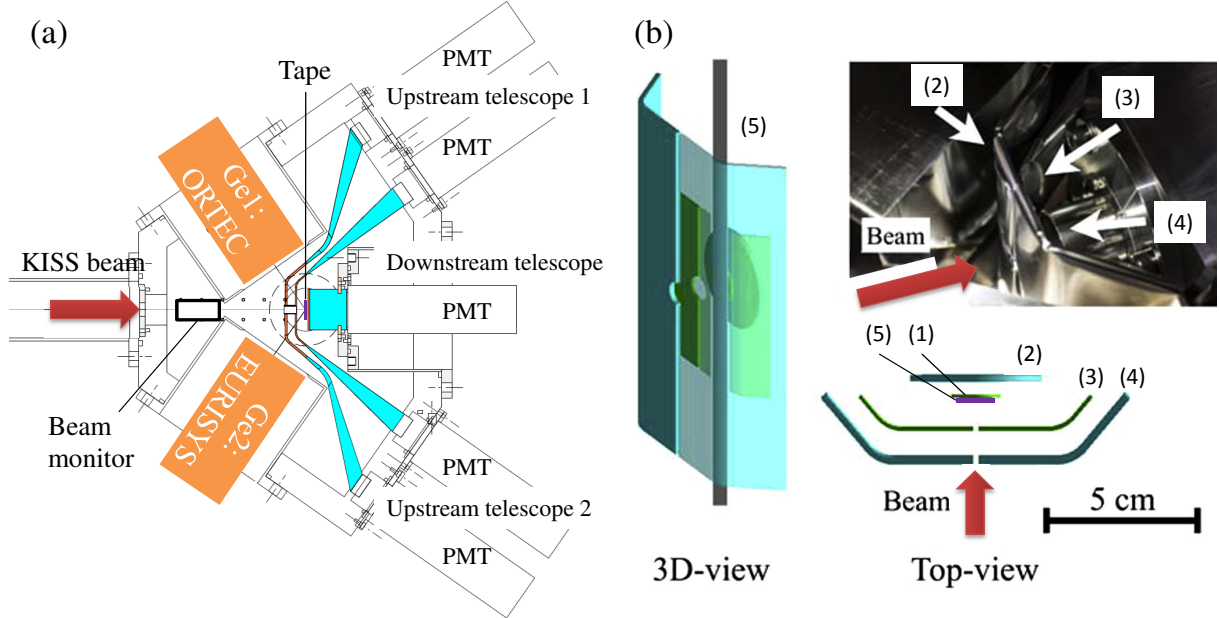 (a)
PMT
Tape
Upstream telescope 1
PMT
Ge1:
ORTEC
KISS beam
Downstream telescope
PMT
Ge2:
EURISYS
Beam
monitor
PMT
Upstream telescope 2
PMT
(b)
(5)
3D-view
(2)
(3)
(4)
Beam
(5)
(1)
(2)
(3)
(4)
Beam
5 cm
Top-view